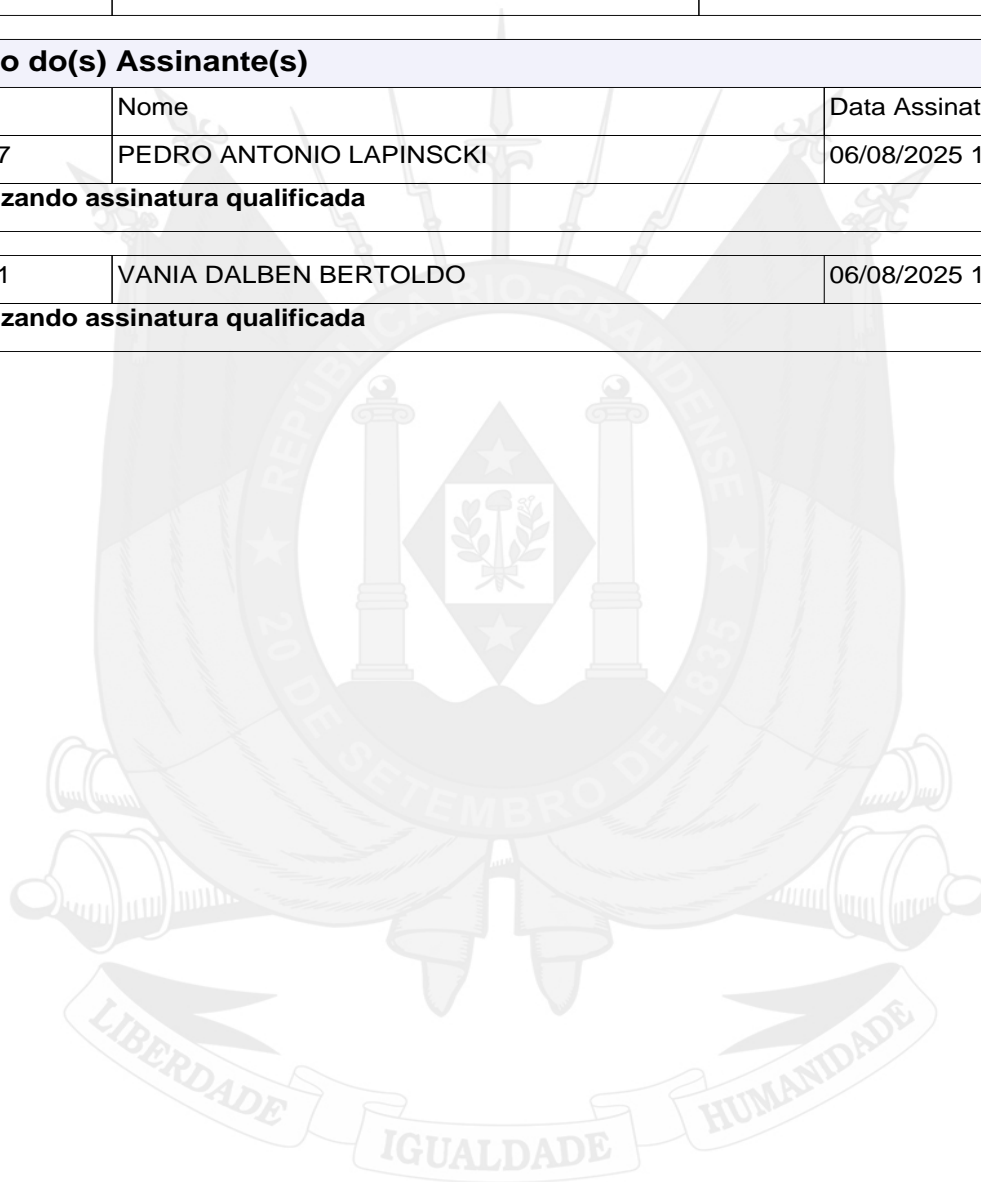 o do(s) Assinante(s)
Nome Data Assinat
7 PEDRO ANTONIO LAPINSCKI 06/08/2025 1
zando assinatura qualificada
1 VANIA DALBEN BERTOLDO 06/08/2025 1
zando assinatura qualificada
REPÚBLICA RIO-GRANDENSE
20 DE SETEMBRO DE 1835
LIBERDADE IGUALDADE HUMANIDADE